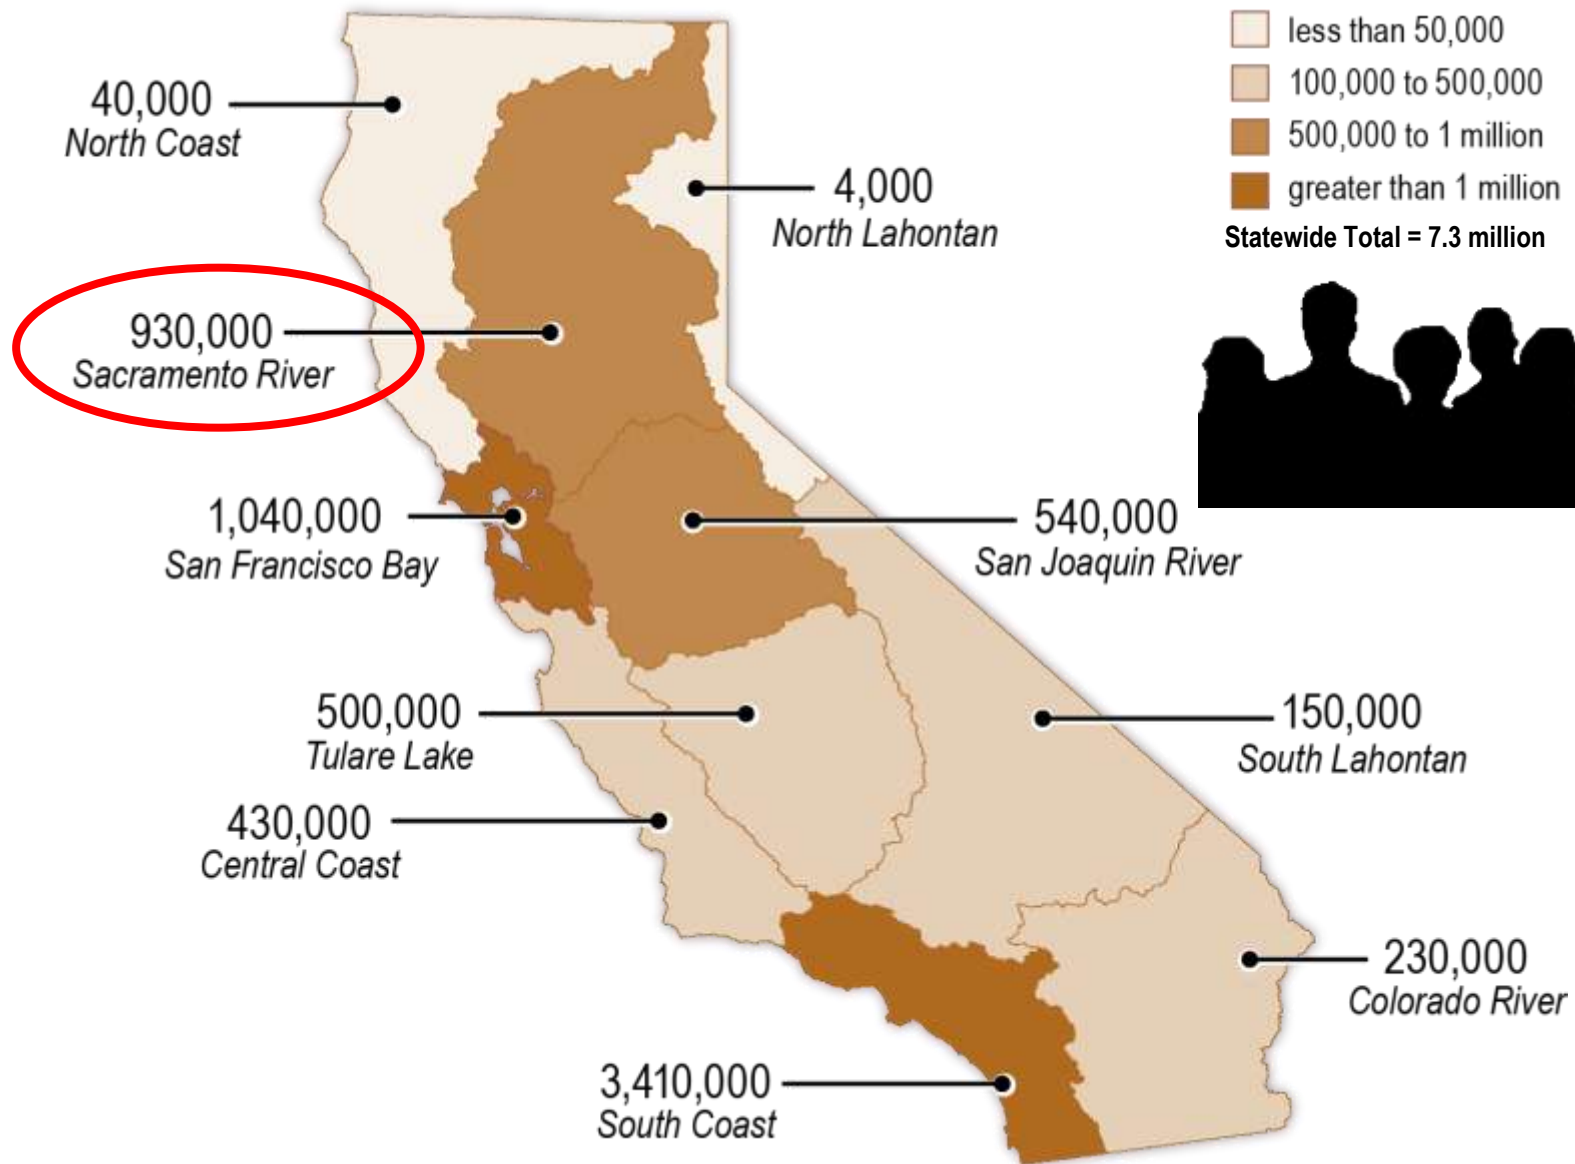 less than 50,000
100,000 to 500,000
500,000 to 1 million
greater than 1 million
Statewide Total = 7.3 million
40,000
North Coast
4,000
North Lahontan
930,000
Sacramento River
1,040,000
San Francisco Bay
540,000
San Joaquin River
500,000
Tulare Lake
150,000
South Lahontan
430,000
Central Coast
230,000
Colorado River
3,410,000
South Coast